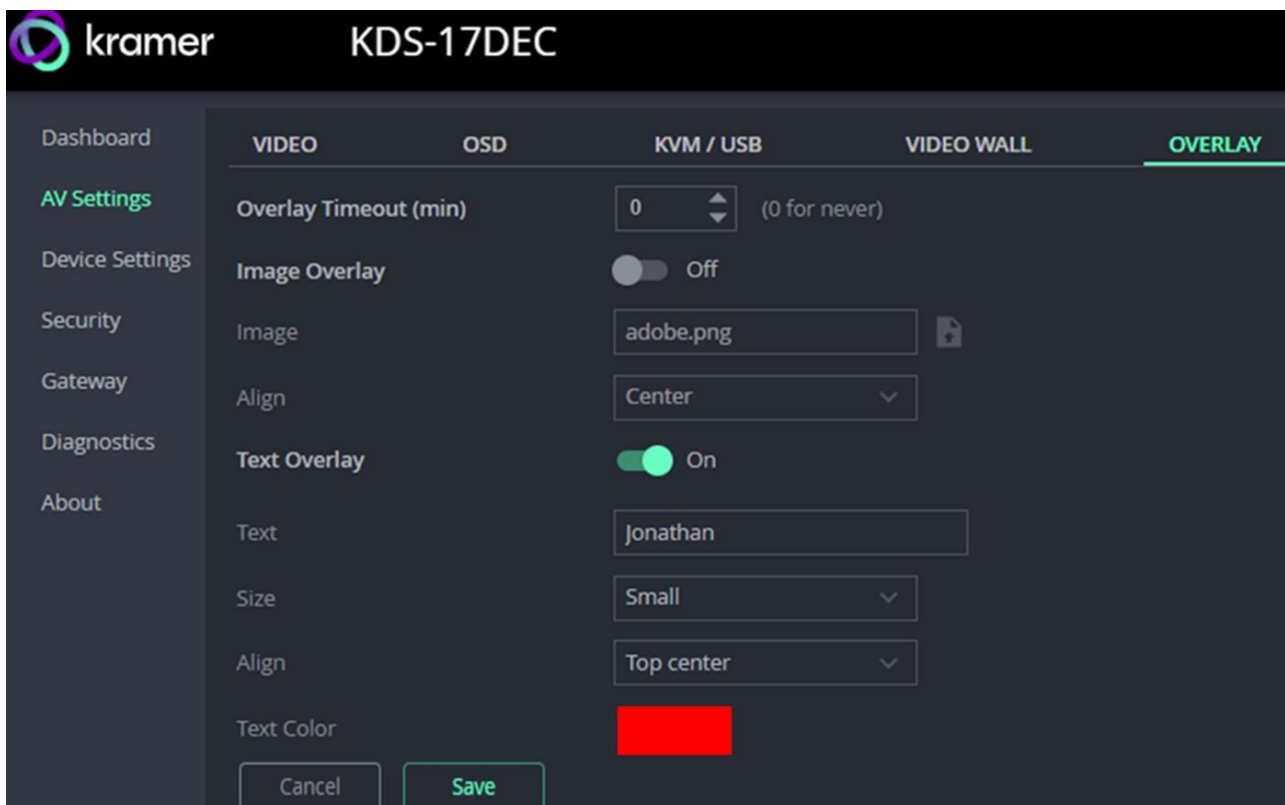 kramer KDS-17DEC
Dashboard
AV Settings
Device Settings
Security
Gateway
Diagnostics
About
VIDEO OSD KVM / USB VIDEO WALL OVERLAY
Overlay Timeout (min) 0 (0 for never)
Image Overlay Off
Image adobe.png
Align Center
Text Overlay On
Text Jonathan
Size Small
Align Top center
Text Color
Cancel Save